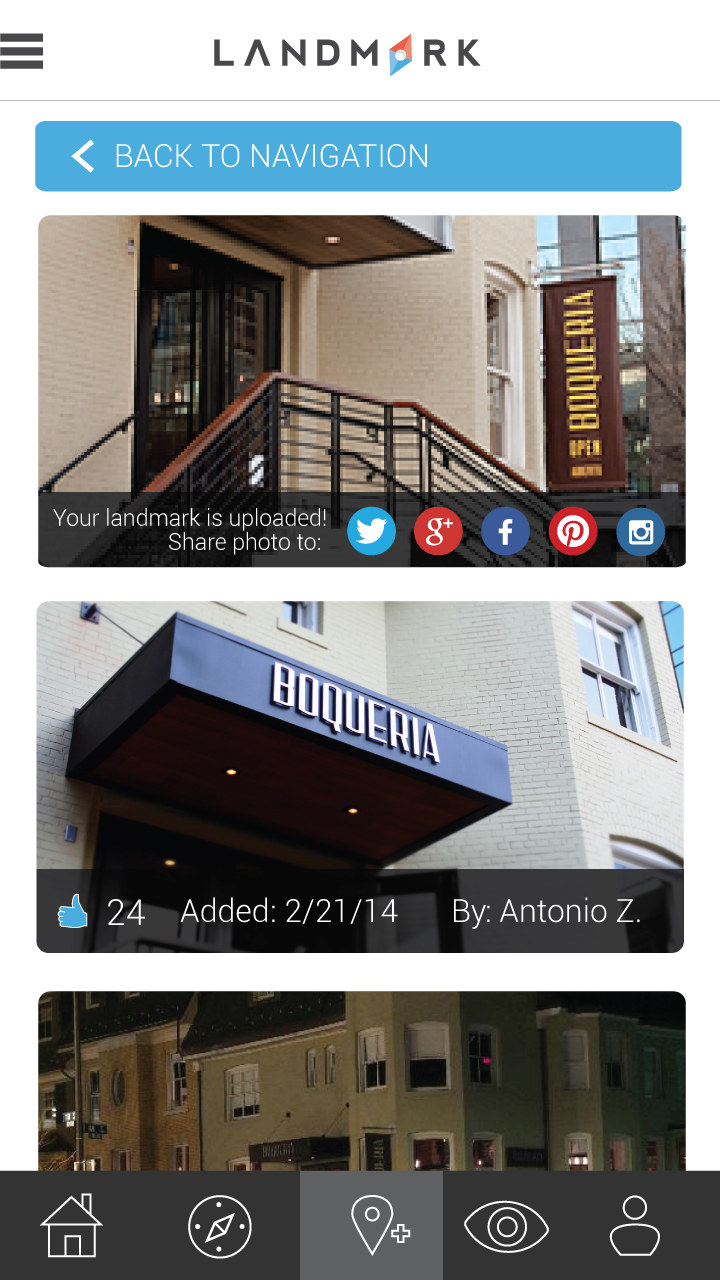 LANDMARK
BACK TO NAVIGATION
BOQUERIA
OPEN
Your landmark is uploaded!
Share photo to:
g+
f
BOQUERIA
24
Added: 2/21/14
By: Antonio Z.
BOQUERIA